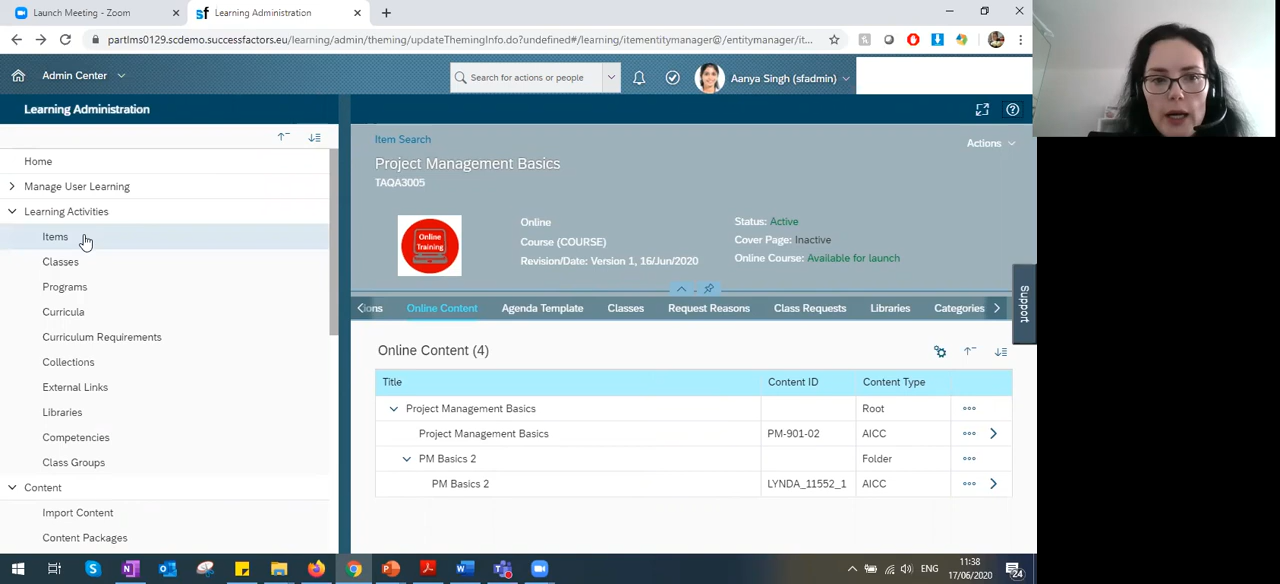 Launch Meeting - Zoom
Learning Administration
partlms0129.scdemo.successfactors.eu/learning/admin/theming/updateThemingInfo.do?undefined#/learning/itementitymanager@/entitymanager/it...
Admin Center
Search for actions or people
Aanya Singh (sfadmin)
Learning Administration
Home
Manage User Learning
Learning Activities
Items
Classes
Programs
Curricula
Curriculum Requirements
Collections
External Links
Libraries
Competencies
Class Groups
Content
Import Content
Content Packages
Item Search
Actions
Project Management Basics
TAQA3005
Online
Training
Online
Course (COURSE)
Revision/Date: Version 1, 16/Jun/2020
Status: Active
Cover Page: Inactive
Online Course: Available for launch
Support
ions Online Content Agenda Template Classes Request Reasons Class Requests Libraries Categories
Online Content (4)
Title Content ID Content Type
Project Management Basics Root
Project Management Basics PM-901-02 AICC
PM Basics 2 Folder
PM Basics 2 LYNDA_11552_1 AICC
ENG
11:38
17/06/2020
24